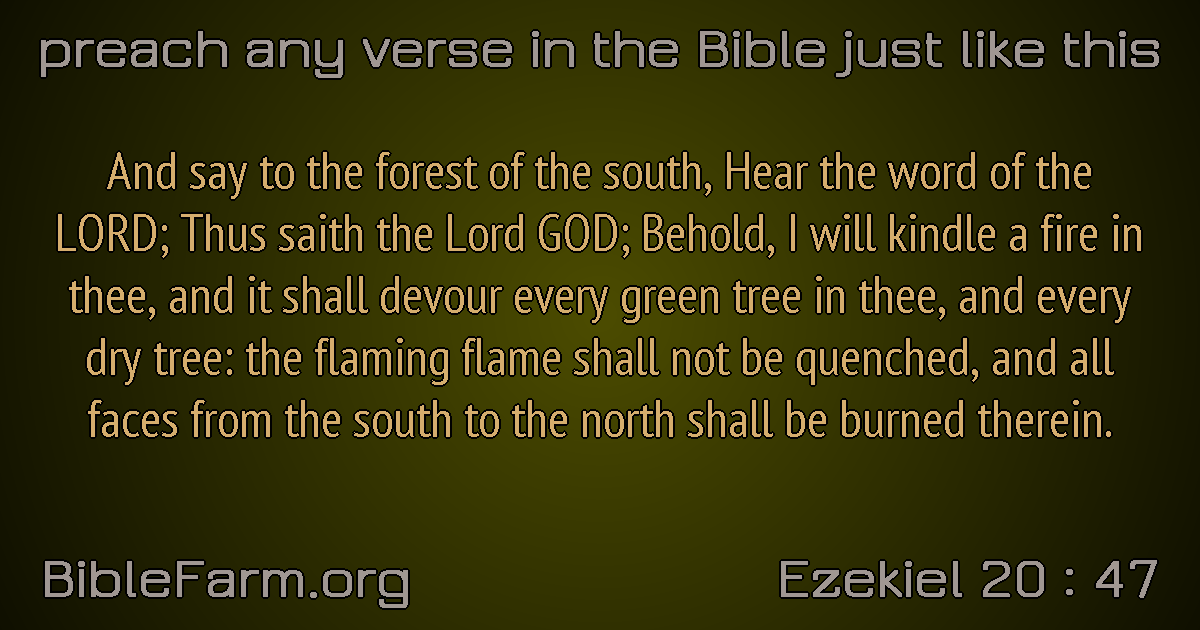 preach any verse in the Bible just like this
And say to the forest of the south, Hear the word of the
LORD; Thus saith the Lord GOD; Behold, I will kindle a fire in
thee, and it shall devour every green tree in thee, and every
dry tree: the flaming flame shall not be quenched, and all
faces from the south to the north shall be burned therein.
BibleFarm.org
Ezekiel 20 : 47